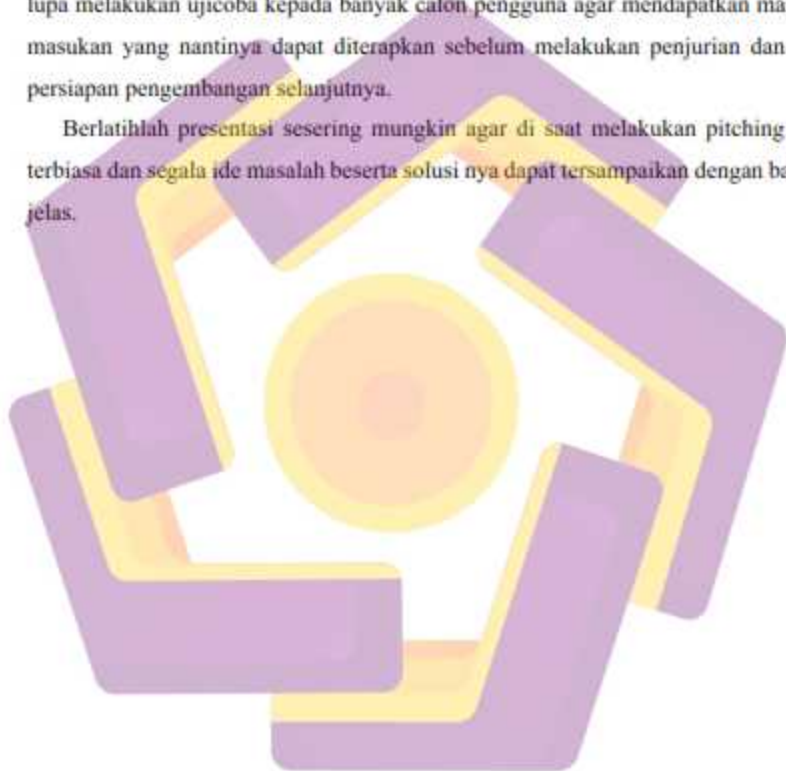 lupa melakukan ujicoba kepada banyak calon pengguna agar mendapatkan
masukan yang nantinya dapat diterapkan sebelum melakukan penjurian dan
persiapan pengembangan selanjutnya.
Berlatihlah presentasi sesering mungkin agar di saat melakukan pitching
terbiasa dan segala ide masalah beserta solusi nya dapat tersampaikan dengan
jelas.